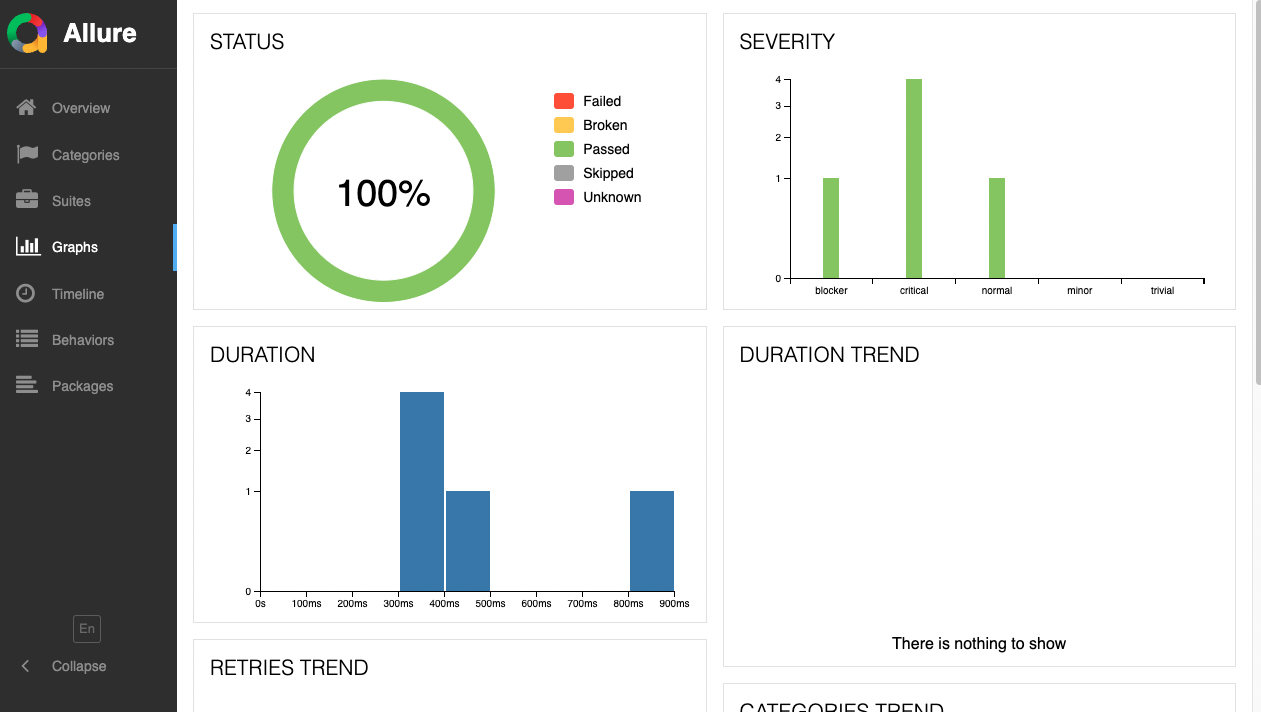 Allure
Overview
Categories
Suites
Graphs
Timeline
Behaviors
Packages
En
Collapse
STATUS
100%
Failed
Broken
Passed
Skipped
Unknown
SEVERITY
4
3
2
1
0
blocker critical normal minor trivial
DURATION
4
3
2
1
0
0s 100ms 200ms 300ms 400ms 500ms 600ms 700ms 800ms 900ms
DURATION TREND
There is nothing to show
RETRIES TREND
CATEGORIES TREND